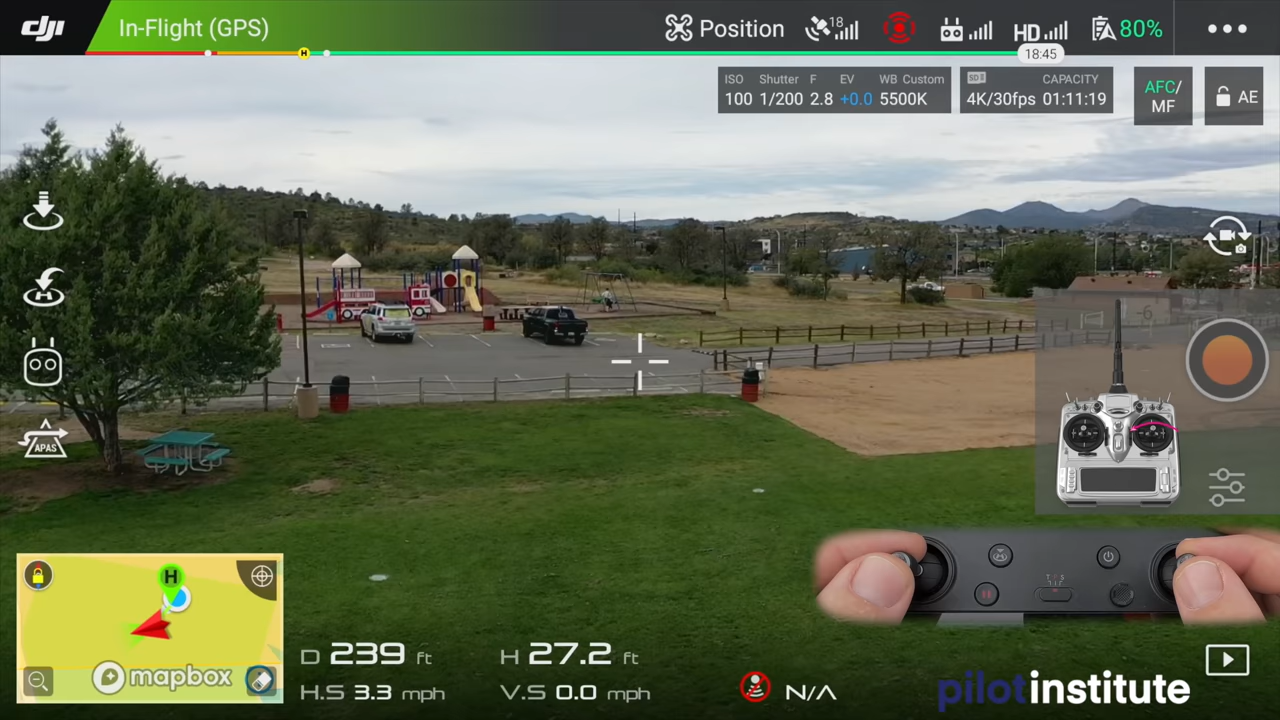 dji In-Flight (GPS)
Position
18
HD
80%
18:45
H
ISO Shutter F EV WB Custom
100 1/200 2.8 +0.0 5500K
SD CAPACITY
4K/30fps 01:11:19
AFC/
MF
AE
H
APAS
-6
T P S
H
mapbox
D 239 ft
H 27.2 ft
H.S 3.3 mph
V.S 0.0 mph
N/A
pilotinstitute